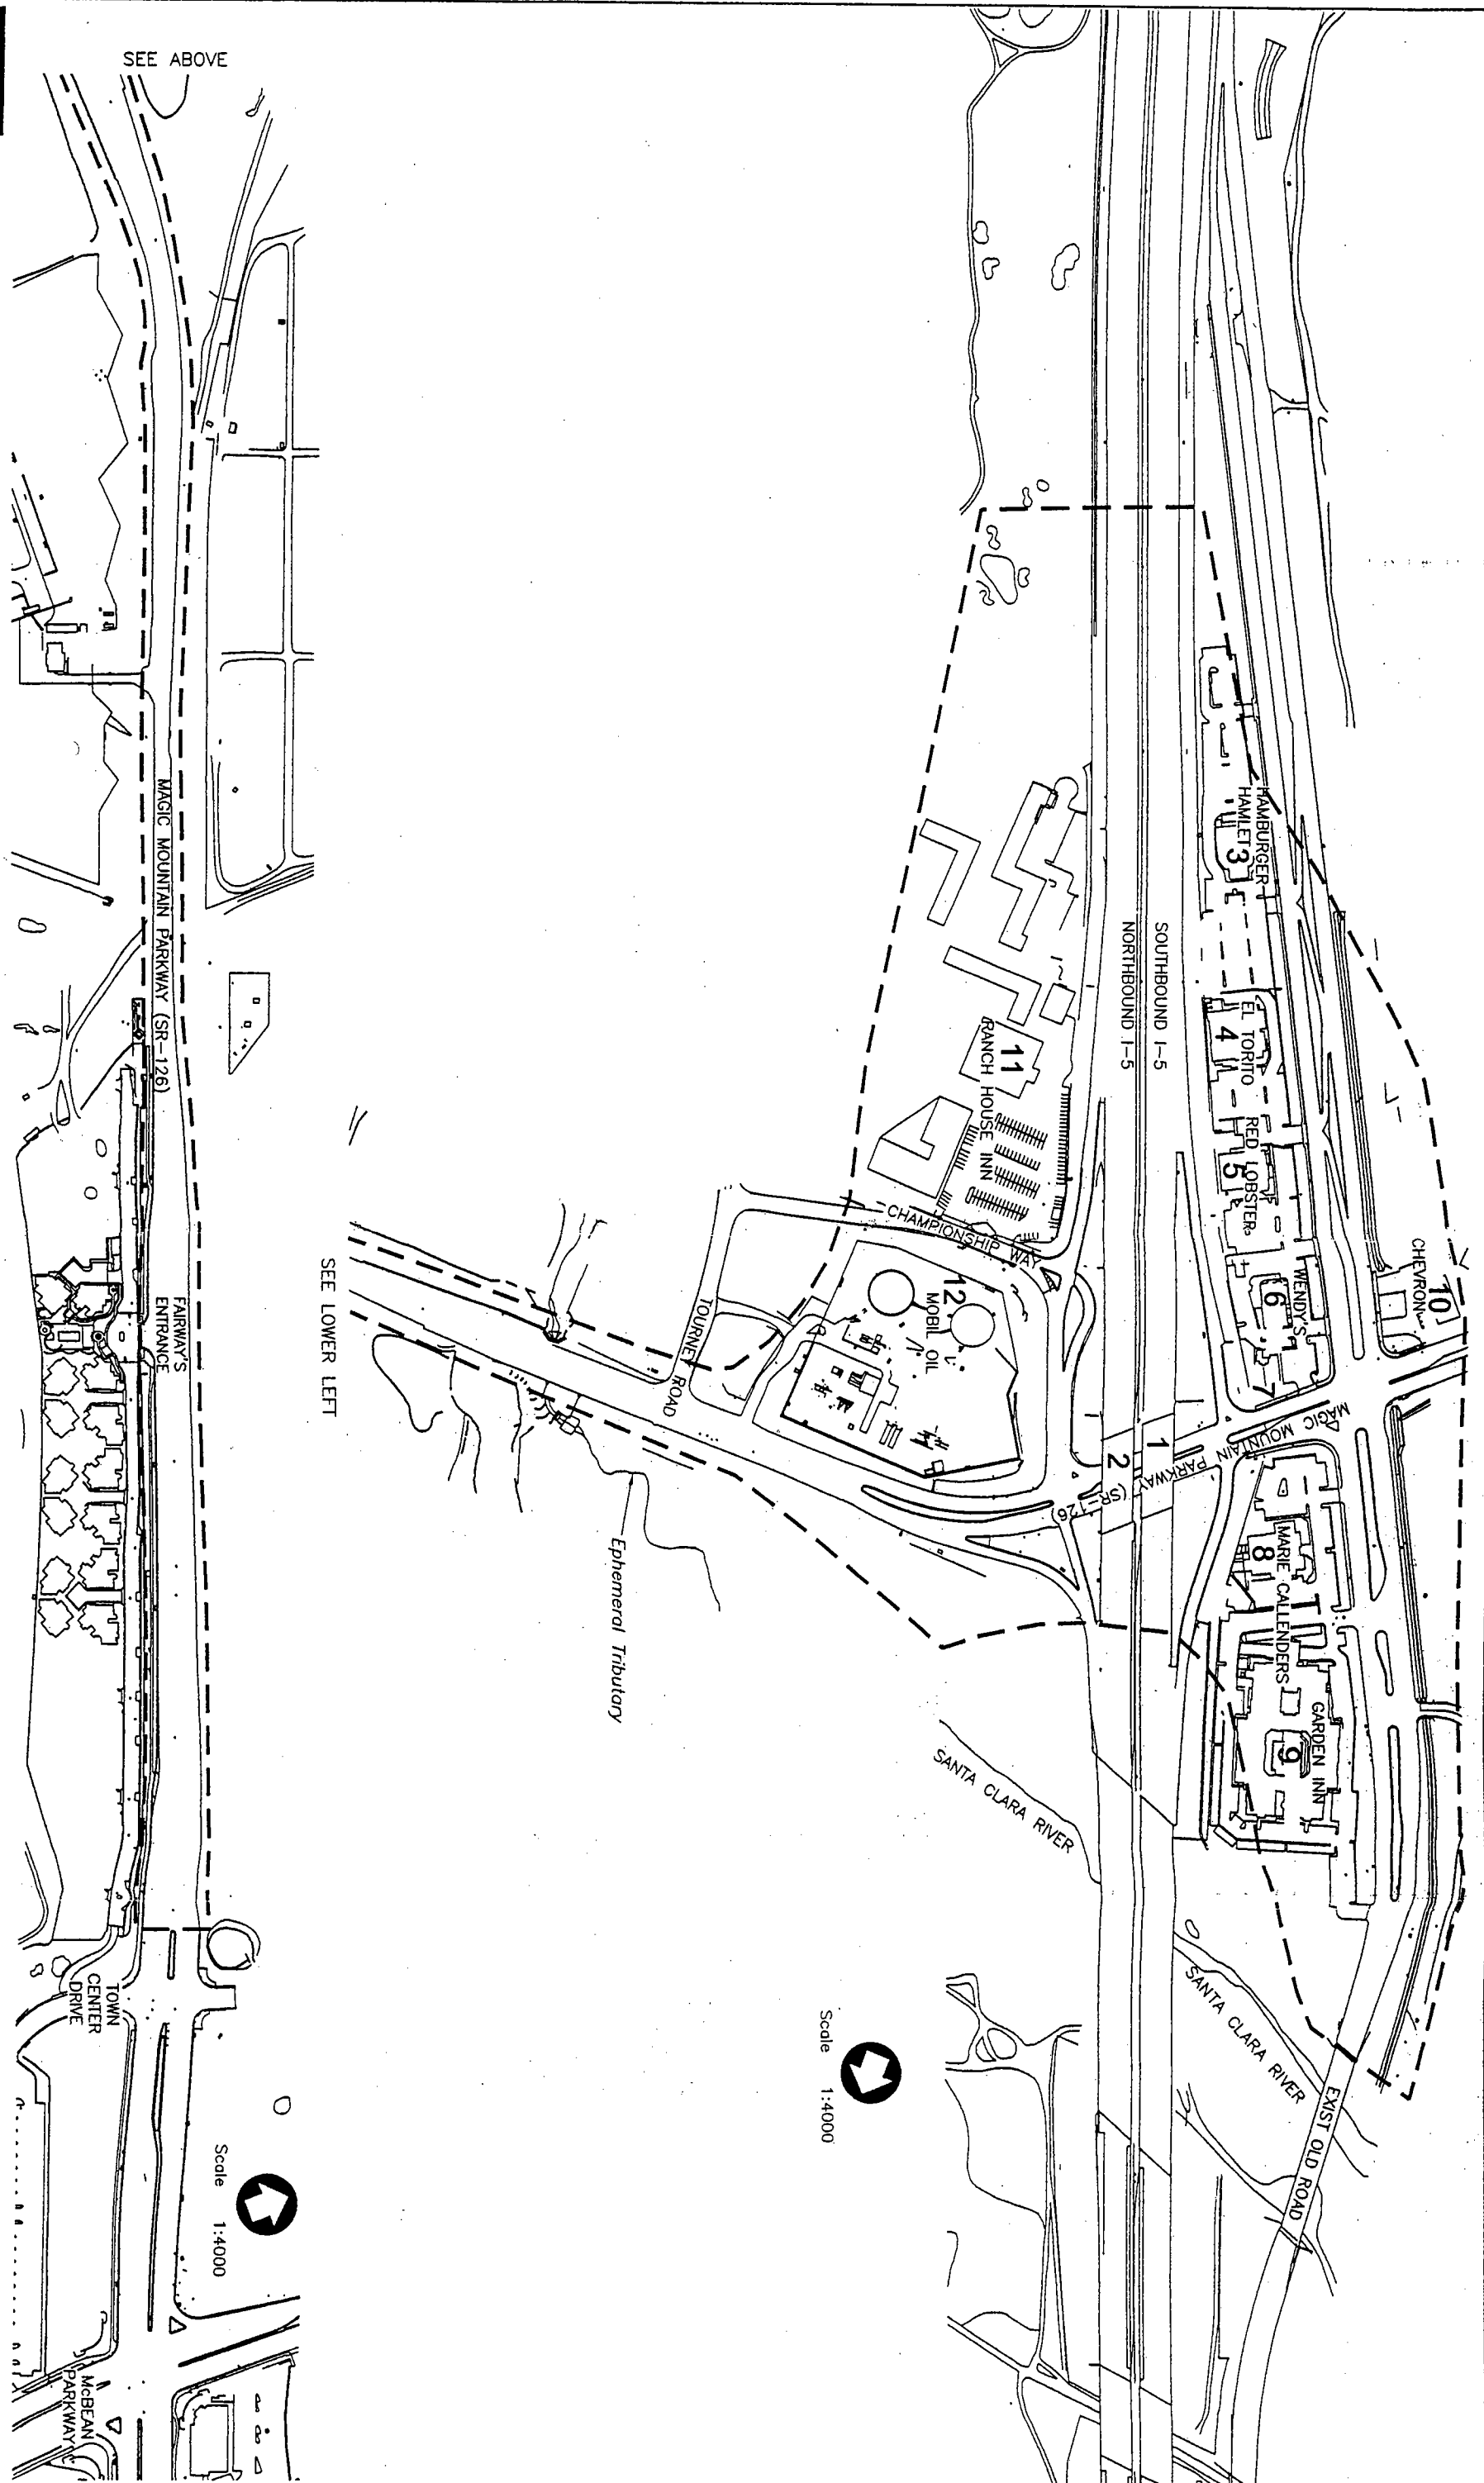 SEE ABOVE
HAMBURGER
HAMLET
3
SOUTHBOUND I-5
NORTHBOUND I-5
EL TORITO
4
RED LOBSTER
5
WENDY'S
6
7
CHEVRON
10
MAGIC MOUNTAIN PARKWAY (SR-126)
1
2
MARIE CALLENDERS
8
GARDEN INN
9
11
RANCH HOUSE INN
CHAMPIONSHIP WAY
12
MOBIL OIL
TOURNEY ROAD
Ephemeral Tributary
SEE LOWER LEFT
SANTA CLARA RIVER
SANTA CLARA RIVER
EXIST OLD ROAD
Scale 1:4000
MAGIC MOUNTAIN PARKWAY (SR-126)
FAIRWAY'S
ENTRANCE
TOWN
CENTER
DRIVE
Scale 1:4000
McBEAN
PARKWAY